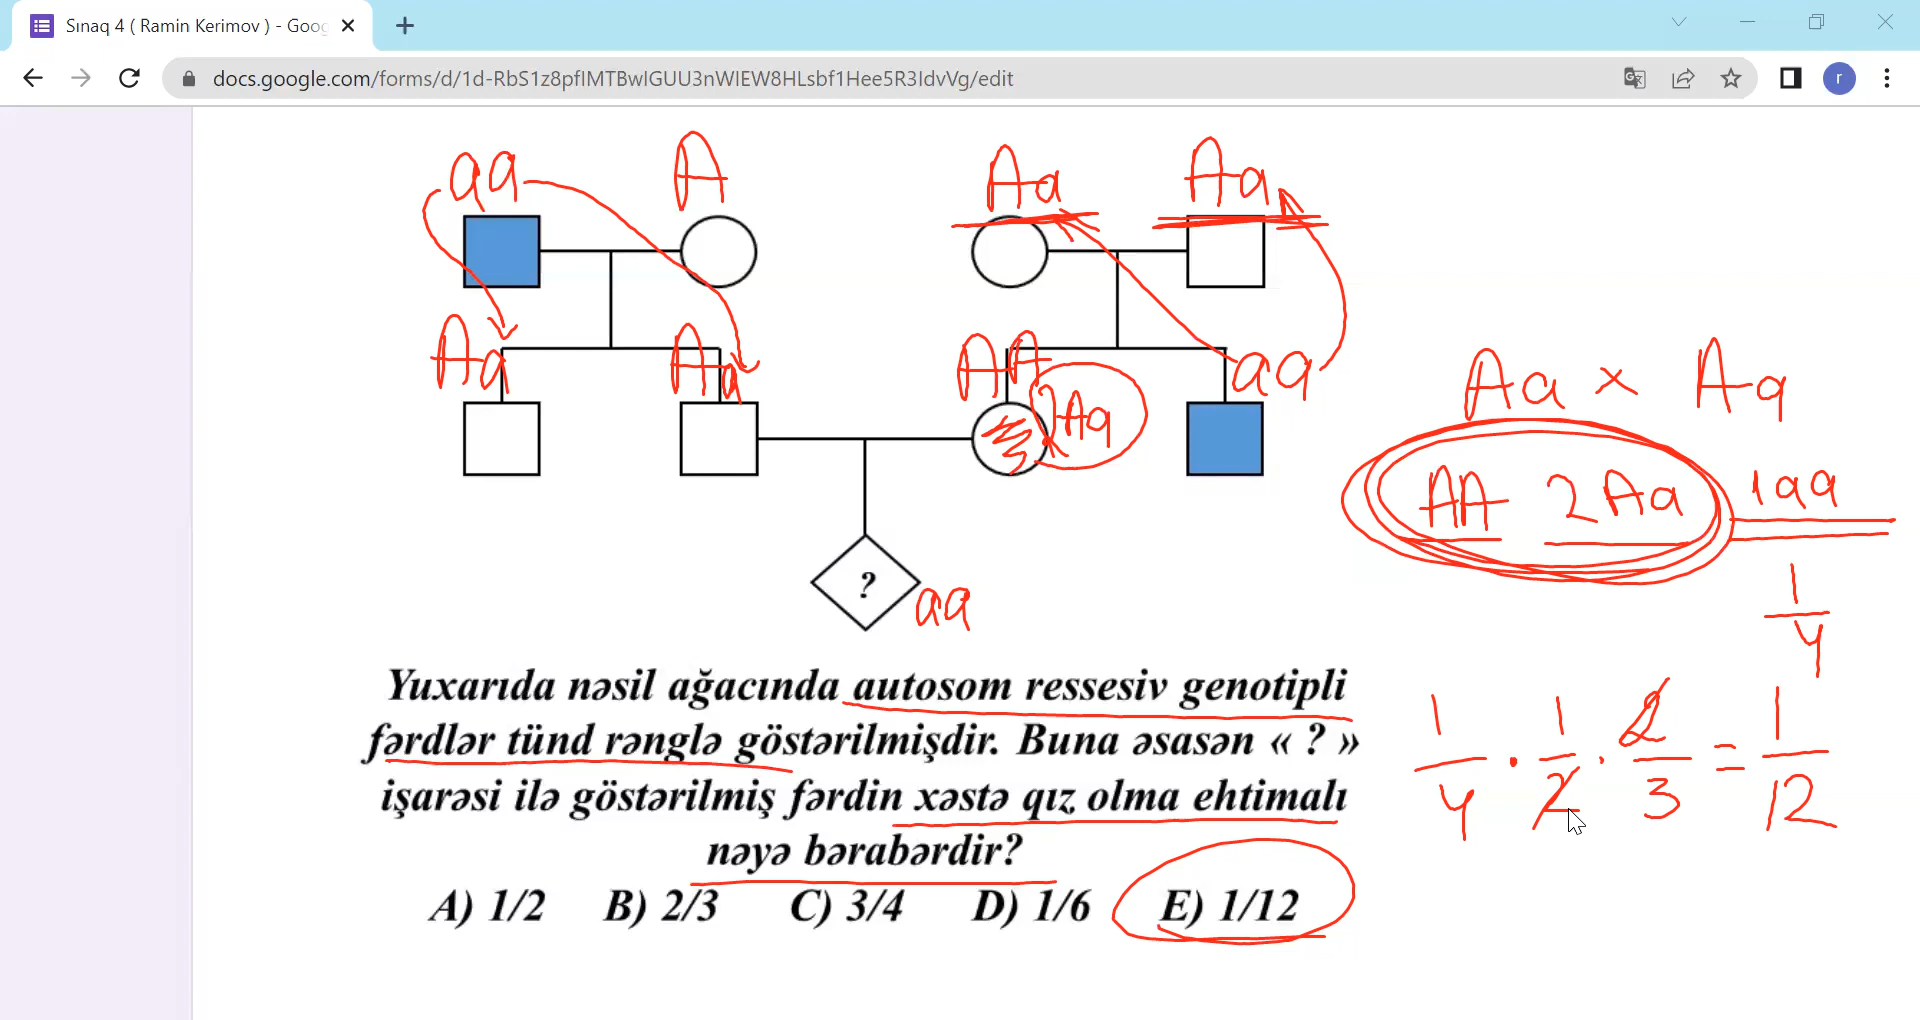 Sınaq 4 ( Ramin Kerimov ) - Goog
docs.google.com/forms/d/1d-RbS1z8pfIMTBwIGUU3nWIEW8HLsbf1Hee5R3IdvVg/edit
r
aa A Aa Aa
Aa Aa AA aa
2Aa
Aa × Aa
AA 2Aa 1aa
1/4
? aa
Yuxarıda nəsil ağacında autosom ressesiv genotipli
fərdlər tünd rənglə göstərilmişdir. Buna əsasən « ? »
işarəsi ilə göstərilmiş fərdin xəstə qız olma ehtimalı
nəyə bərabərdir?
1/4 · 1/2 · 2/3 = 1/12
A) 1/2 B) 2/3 C) 3/4 D) 1/6 E) 1/12